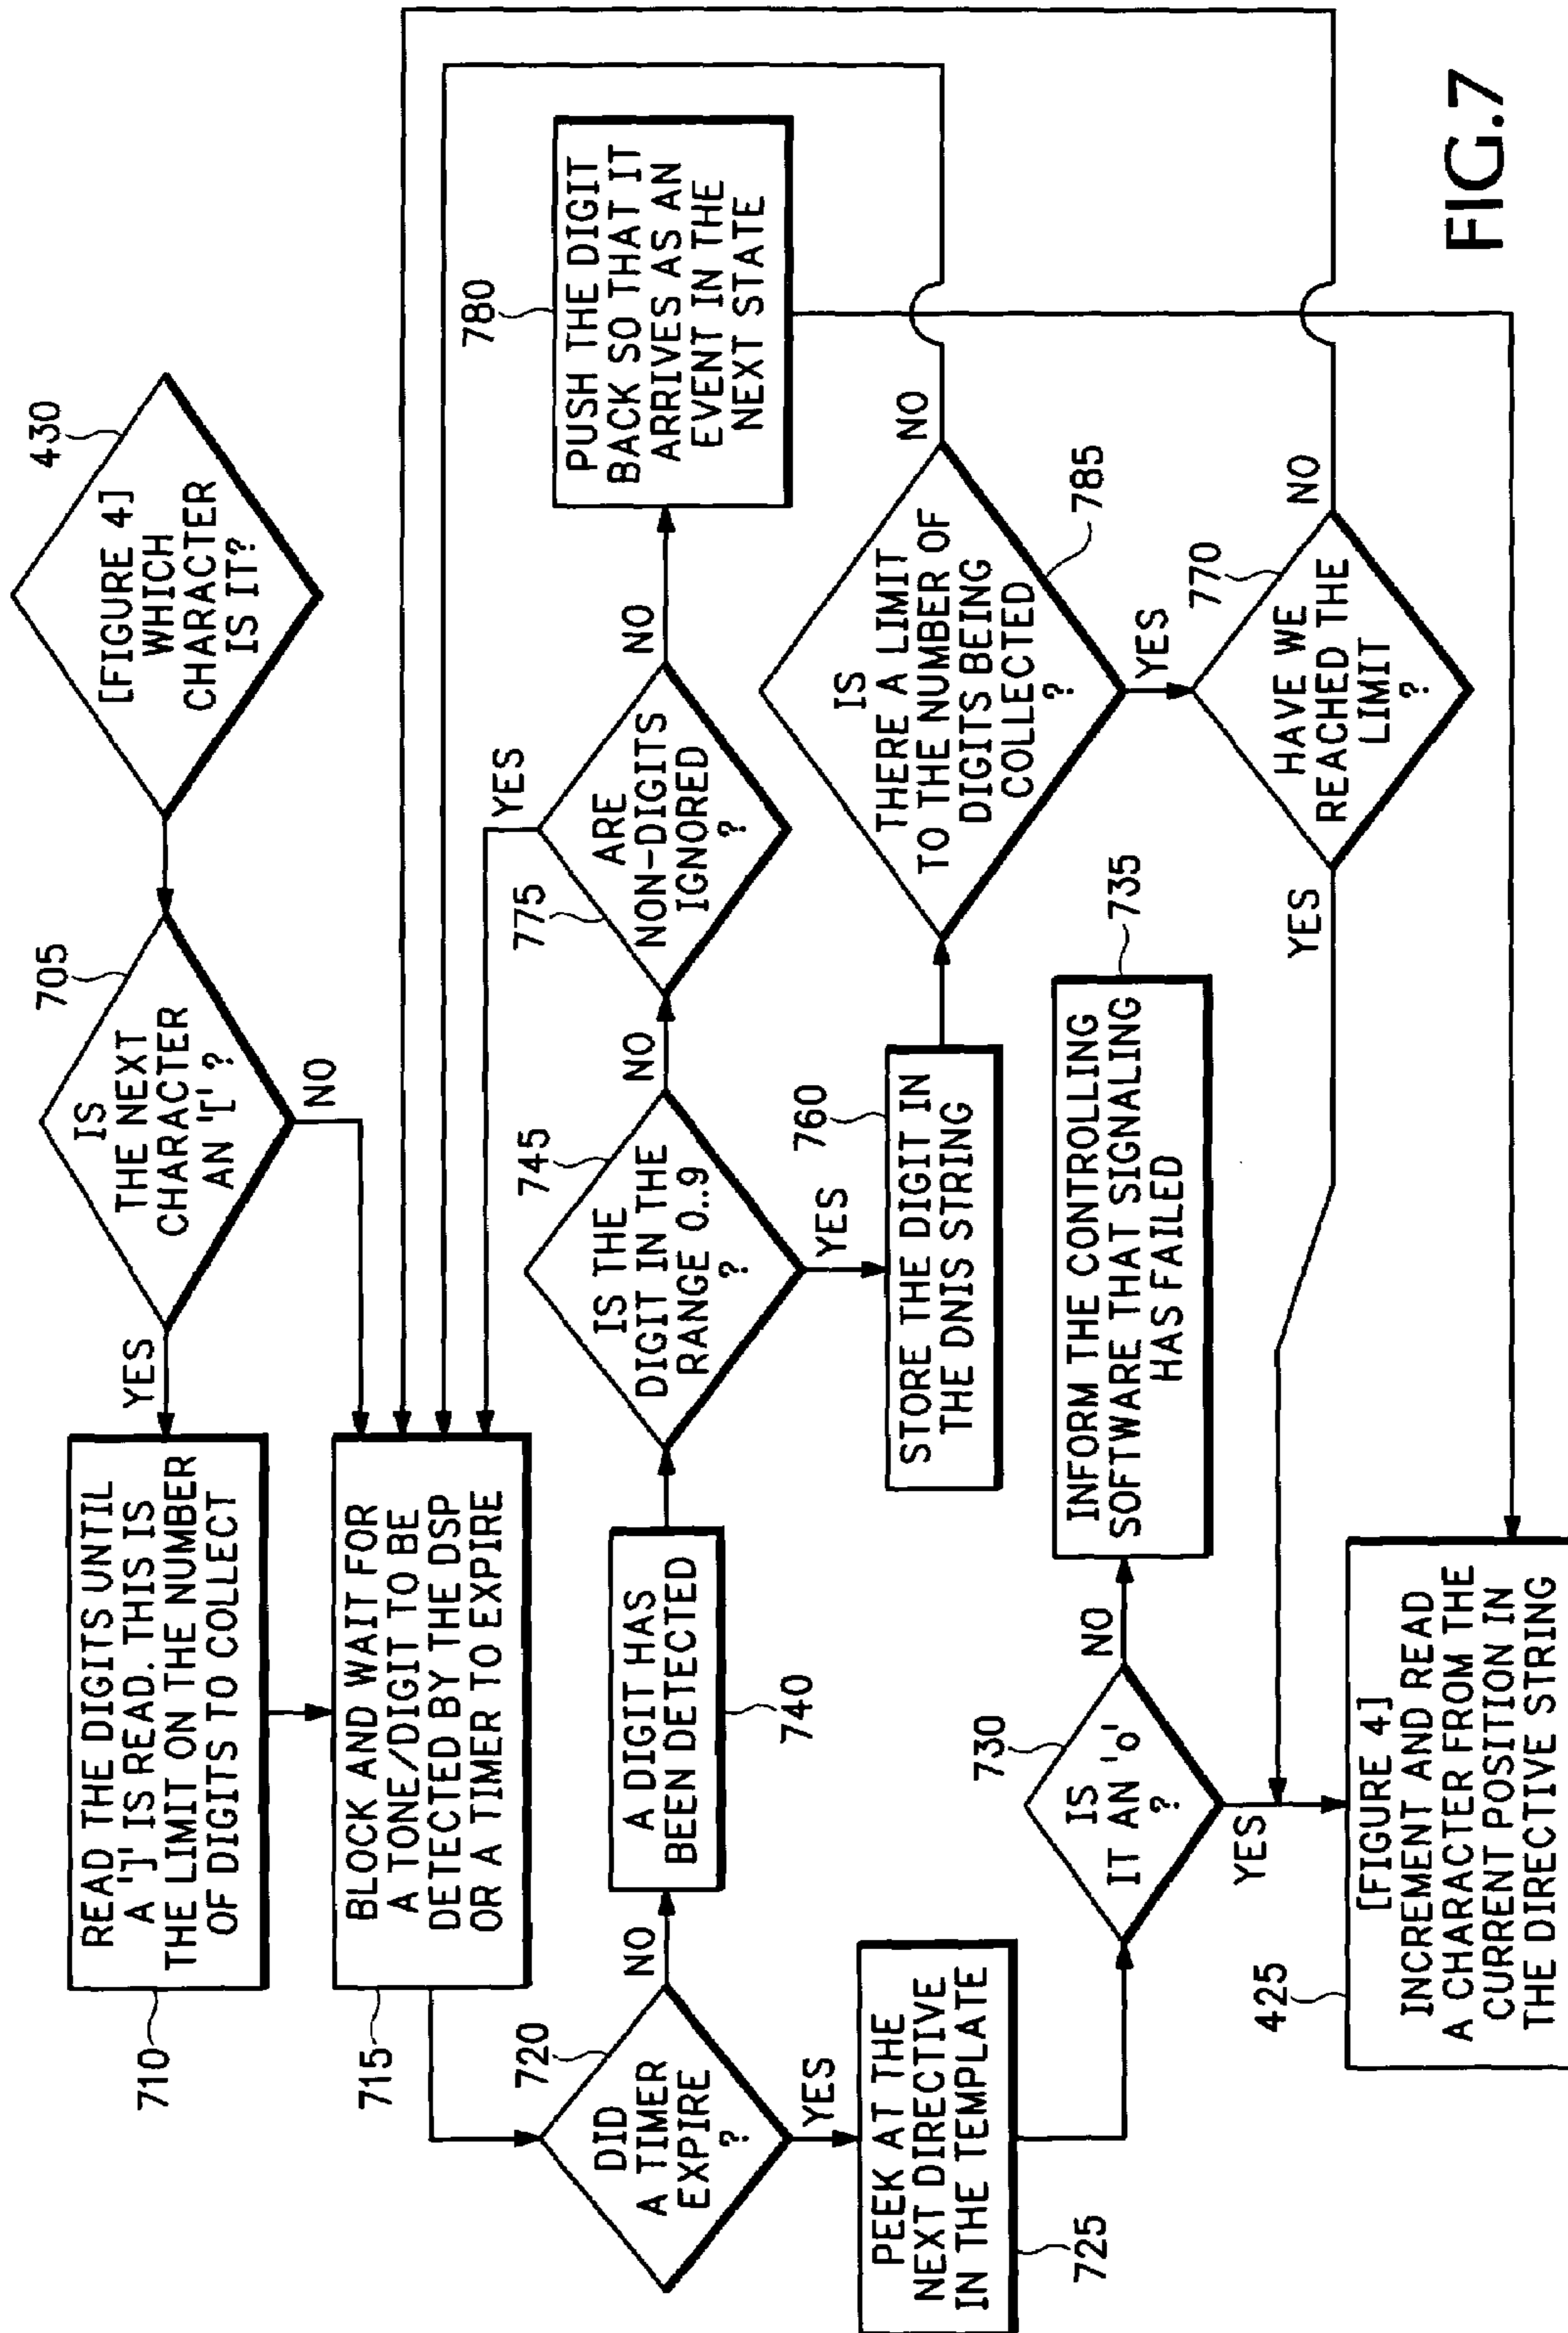 430
[FIGURE 4]
WHICH
CHARACTER
IS IT?
705
IS
THE NEXT
CHARACTER
AN '[' ?
YES
NO
710
READ THE DIGITS UNTIL
A ']' IS READ. THIS IS
THE LIMIT ON THE NUMBER
OF DIGITS TO COLLECT
715
BLOCK AND WAIT FOR
A TONE/DIGIT TO BE
DETECTED BY THE DSP
OR A TIMER TO EXPIRE
720
DID
A TIMER
EXPIRE
?
NO
YES
740
A DIGIT HAS
BEEN DETECTED
745
IS THE
DIGIT IN THE
RANGE 0..9
?
NO
YES
775
ARE
NON-DIGITS
IGNORED
?
YES
NO
780
PUSH THE DIGIT
BACK SO THAT IT
ARRIVES AS AN
EVENT IN THE
NEXT STATE
725
PEEK AT THE
NEXT DIRECTIVE
IN THE TEMPLATE
730
IS
IT AN 'o'
?
NO
YES
735
INFORM THE CONTROLLING
SOFTWARE THAT SIGNALING
HAS FAILED
760
STORE THE DIGIT IN
THE DNIS STRING
785
IS
THERE A LIMIT
TO THE NUMBER OF
DIGITS BEING
COLLECTED
?
NO
YES
770
HAVE WE
REACHED THE
LIMIT
?
NO
YES
425
[FIGURE 4]
INCREMENT AND READ
A CHARACTER FROM THE
CURRENT POSITION IN
THE DIRECTIVE STRING
FIG.7